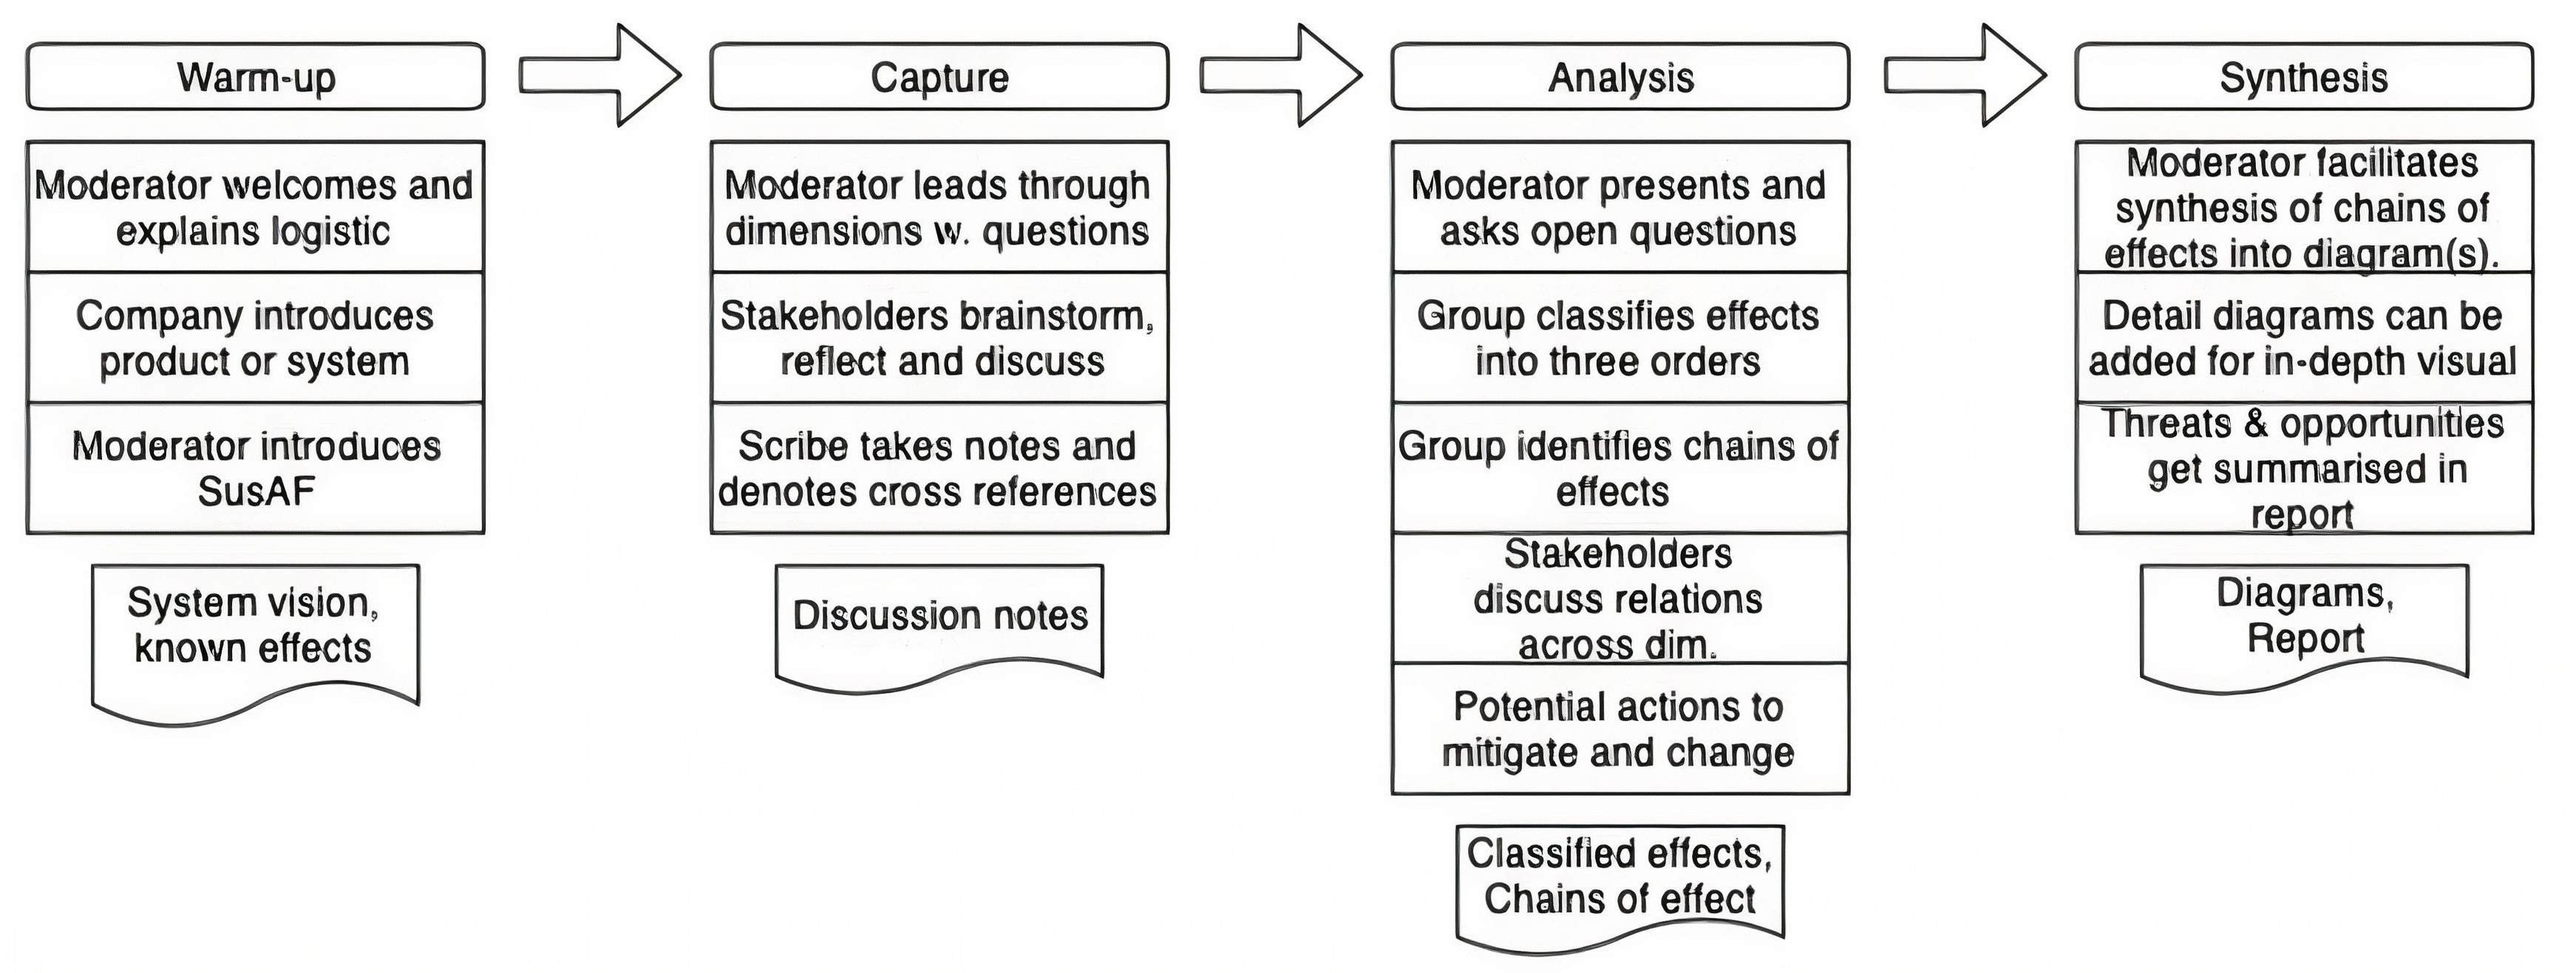 Warm-up
Moderator welcomes and
explains logistic
Company introduces
product or system
Moderator introduces
SusAF
System vision,
known effects
Capture
Moderator leads through
dimensions w. questions
Stakeholders brainstorm,
reflect and discuss
Scribe takes notes and
denotes cross references
Discussion notes
Analysis
Moderator presents and
asks open questions
Group classifies effects
into three orders
Group identifies chains of
effects
Stakeholders
discuss relations
across dim.
Potential actions to
mitigate and change
Classified effects,
Chains of effect
Synthesis
Moderator facilitates
synthesis of chains of
effects into diagram(s).
Detail diagrams can be
added for in-depth visual
Threats & opportunities
get summarised in
report
Diagrams,
Report